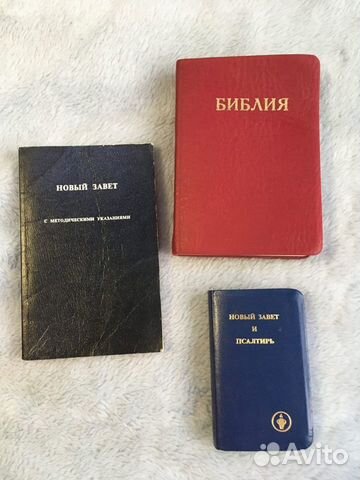 БИБЛИЯ
НОВЫЙ ЗАВЕТ
С МЕТОДИЧЕСКИМИ УКАЗАНИЯМИ
НОВЫЙ ЗАВЕТ
И
ПСАЛТИРЬ
Avito